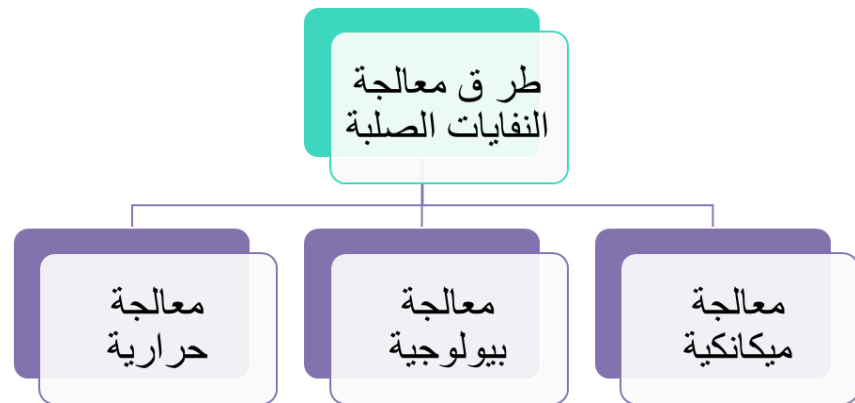 طر ق معالجة
النفايات الصلبة
معالجة
ميكانكية
معالجة
بيولوجية
معالجة
حرارية